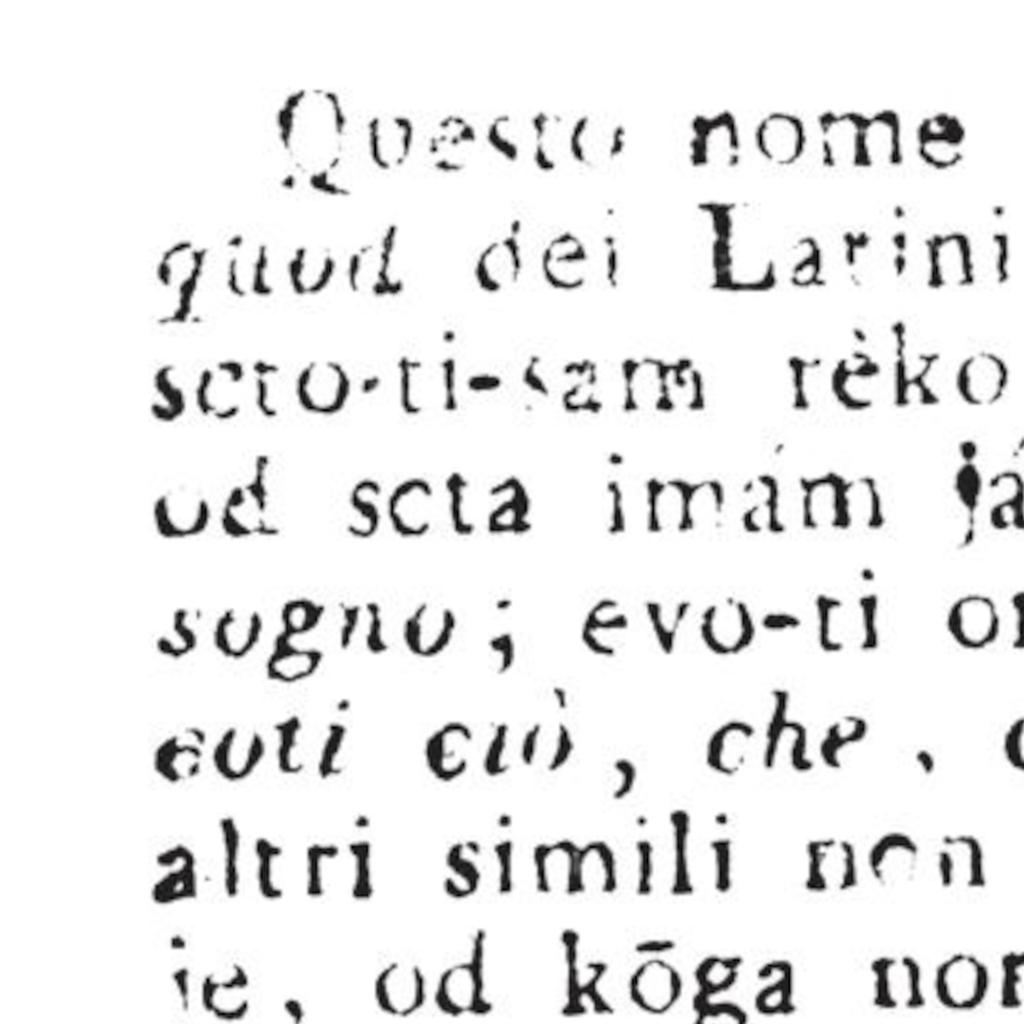 Questo nome
quod dei Latini
scto-ti-sam rèko
od scta imám já
sogno; evo-ti
eoti ciò, che,
altri simili non
ie, od kōga